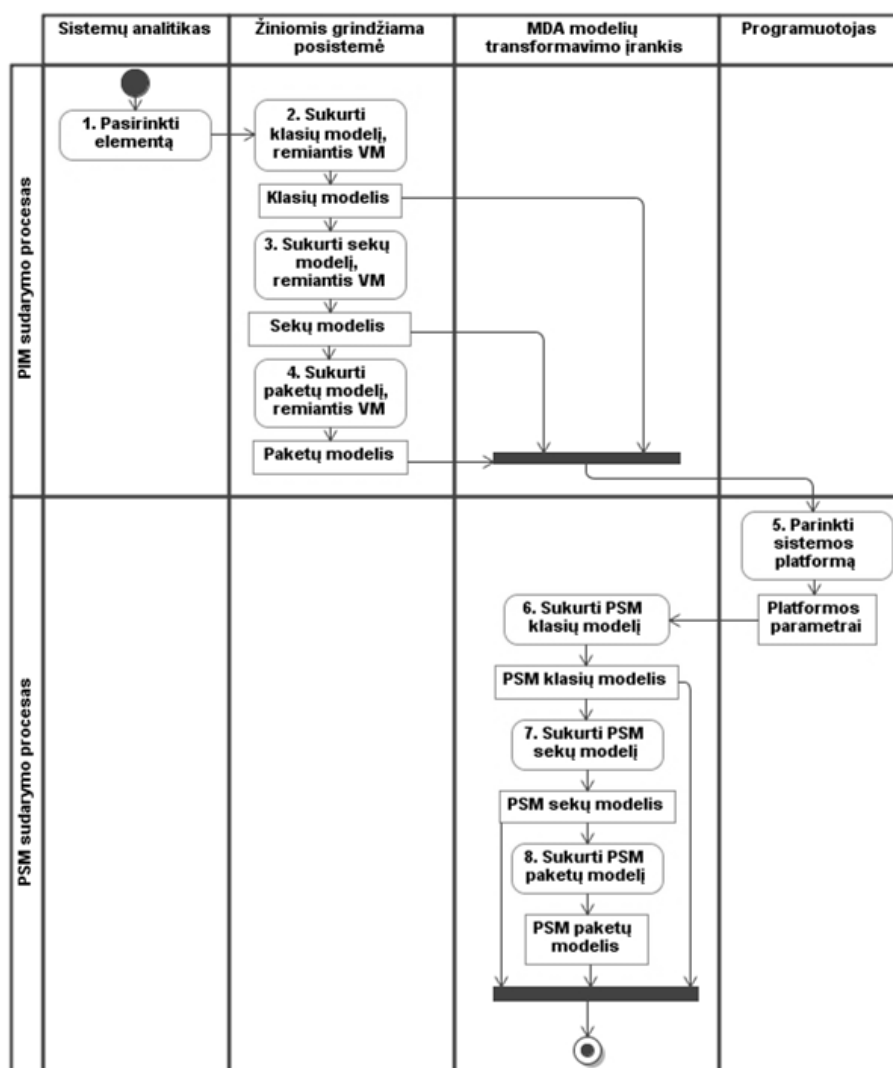 Sistemų analitikas
Žiniomis grindžiama
posistemė
MDA modelių
transformavimo įrankis
Programuotojas
PIM sudarymo procesas
1. Pasirinkti
elementą
2. Sukurti
klasių modelį,
remiantis VM
Klasių modelis
3. Sukurti sekų
modelį,
remiantis VM
Sekų modelis
4. Sukurti
paketų modelį,
remiantis VM
Paketų modelis
PSM sudarymo procesas
5. Parinkti
sistemos
platformą
Platformos
parametrai
6. Sukurti PSM
klasių modelį
PSM klasių modelis
7. Sukurti PSM
sekų modelį
PSM sekų modelis
8. Sukurti PSM
paketų modelį
PSM paketų
modelis